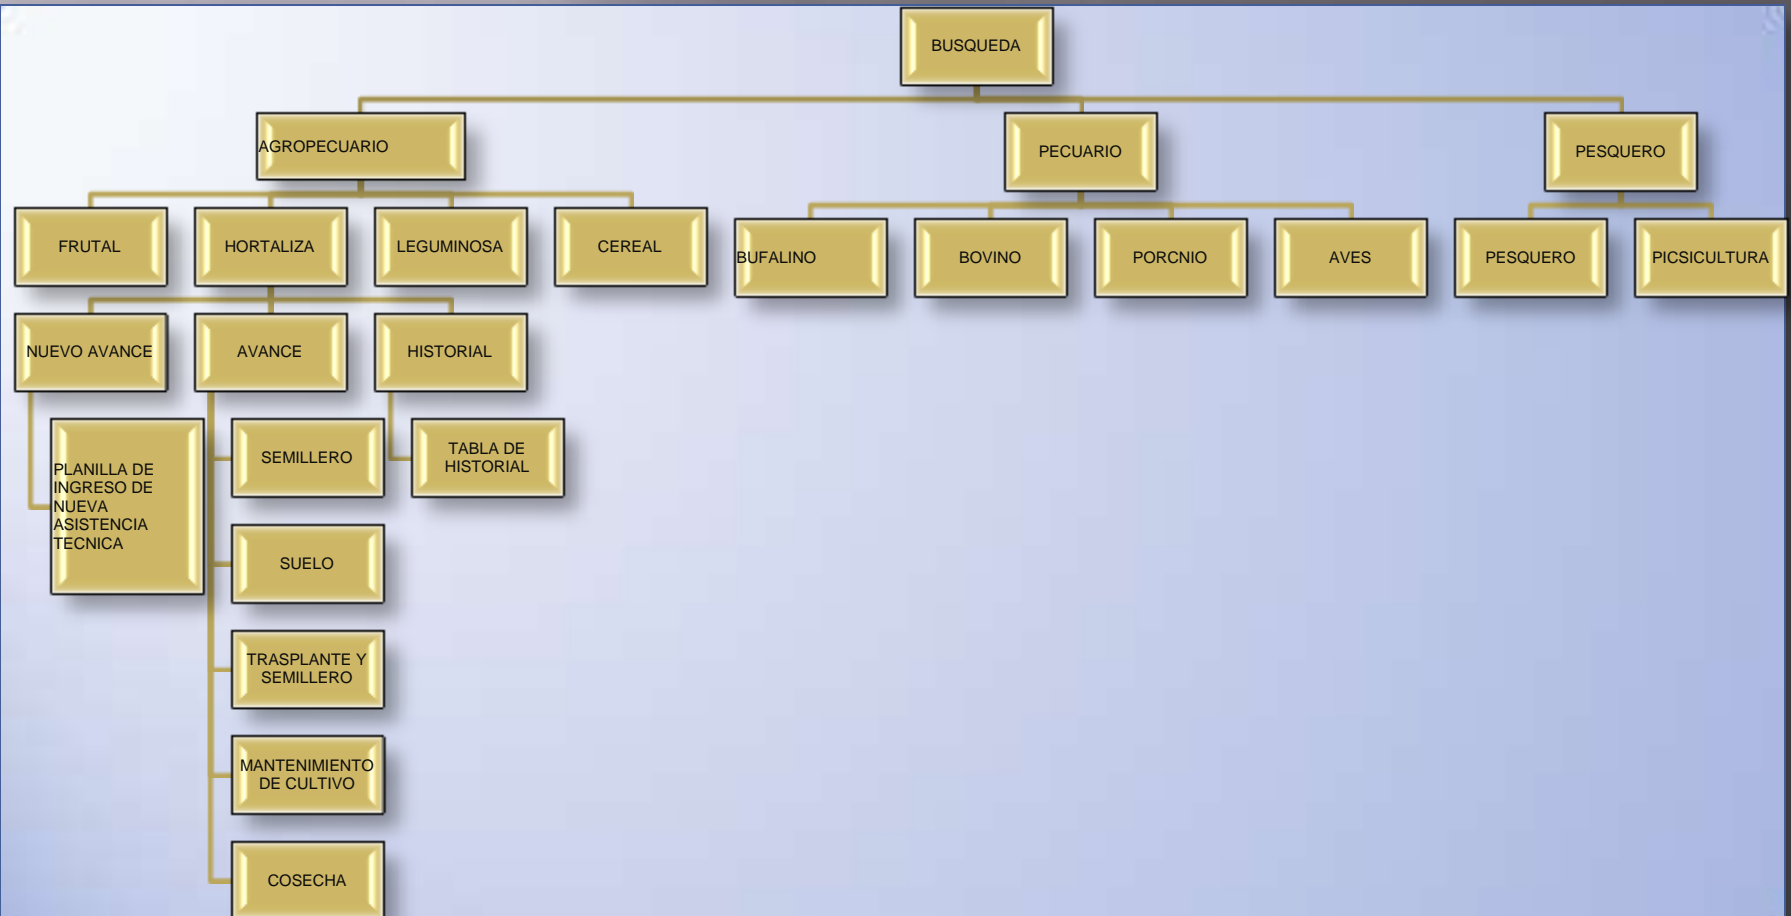 BUSQUEDA
AGROPECUARIO
PECUARIO
PESQUERO
FRUTAL
HORTALIZA
LEGUMINOSA
CEREAL
BUFALINO
BOVINO
PORCNIO
AVES
PESQUERO
PICSICULTURA
NUEVO AVANCE
AVANCE
HISTORIAL
PLANILLA DE
INGRESO DE
NUEVA
ASISTENCIA
TECNICA
SEMILLERO
TABLA DE
HISTORIAL
SUELO
TRASPLANTE Y
SEMILLERO
MANTENIMIENTO
DE CULTIVO
COSECHA